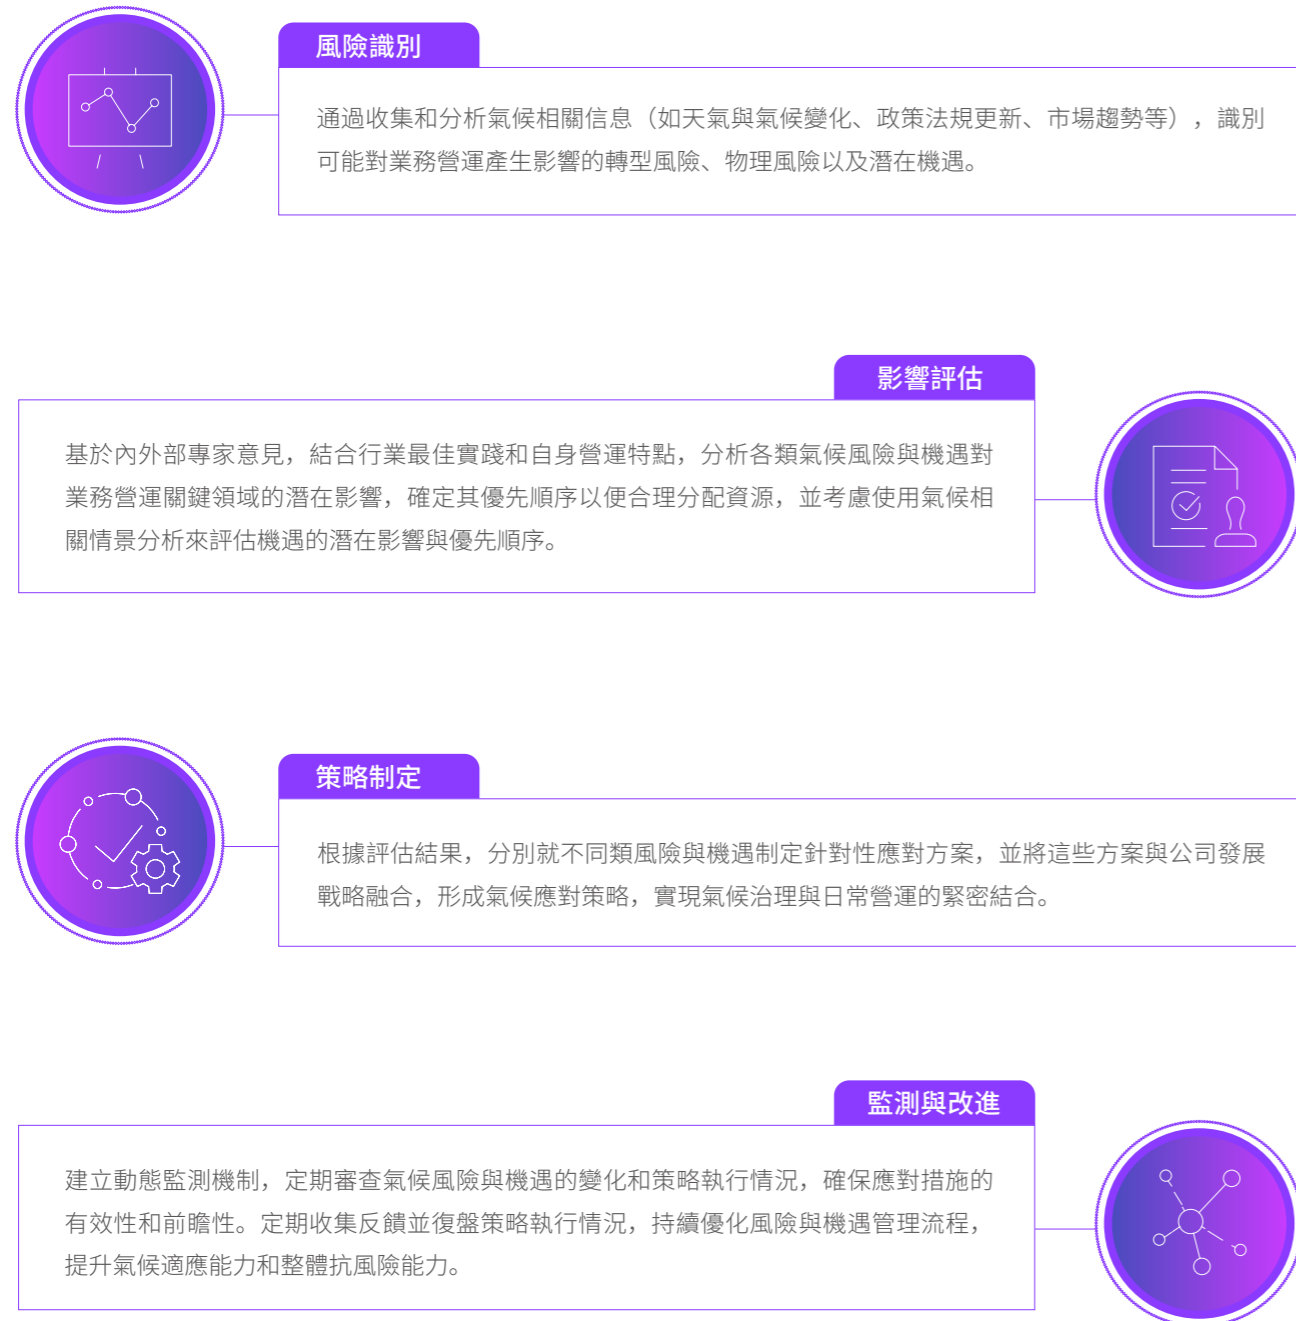 風險識別
通過收集和分析氣候相關信息（如天氣與氣候變化、政策法規更新、市場趨勢等），識別
可能對業務營運產生影響的轉型風險、物理風險以及潛在機遇。
影響評估
基於內外部專家意見，結合行業最佳實踐和自身營運特點，分析各類氣候風險與機遇對
業務營運關鍵領域的潛在影響，確定其優先順序以便合理分配資源，並考慮使用氣候相
關情景分析來評估機遇的潛在影響與優先順序。
策略制定
根據評估結果，分別就不同類風險與機遇制定針對性應對方案，並將這些方案與公司發展
戰略融合，形成氣候應對策略，實現氣候治理與日常營運的緊密結合。
監測與改進
建立動態監測機制，定期審查氣候風險與機遇的變化和策略執行情況，確保應對措施的
有效性和前瞻性。定期收集反饋並復盤策略執行情況，持續優化風險與機遇管理流程，
提升氣候適應能力和整體抗風險能力。